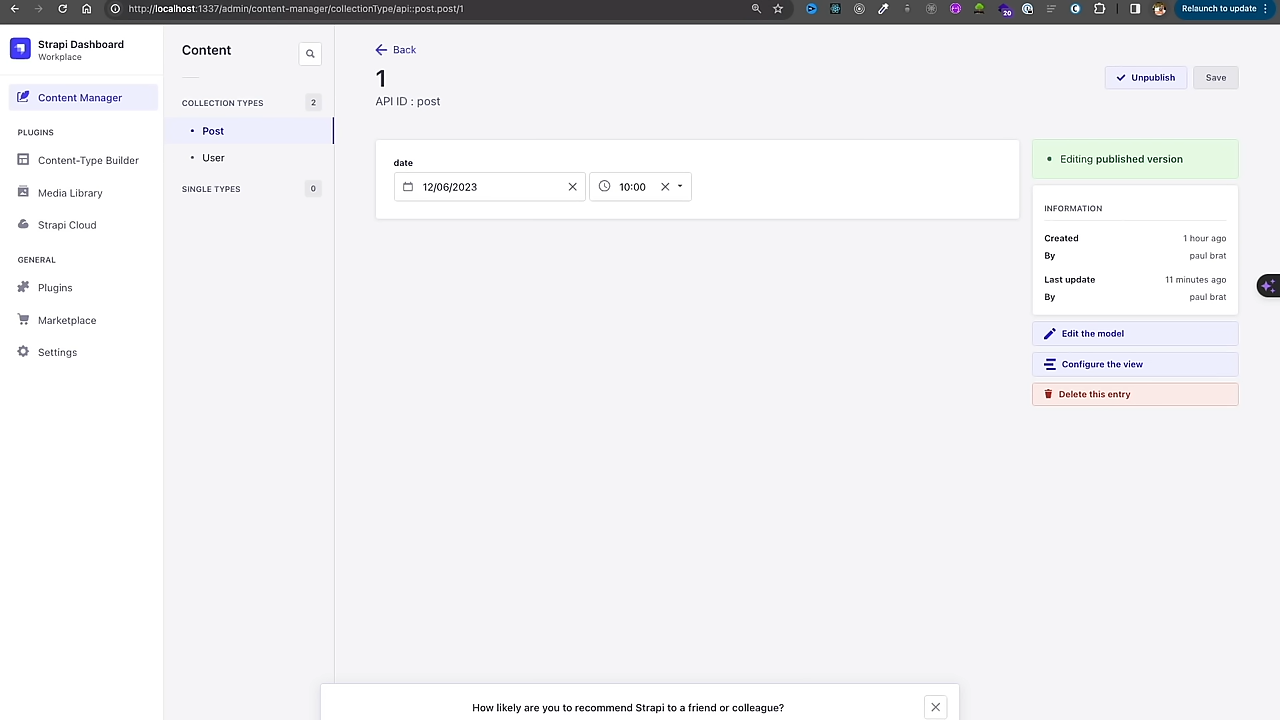 http://localhost:1337/admin/content-manager/collectionType/api::post.post/1
20
Relaunch to update
Strapi Dashboard
Workplace
Content Manager
PLUGINS
Content-Type Builder
Media Library
Strapi Cloud
GENERAL
Plugins
Marketplace
Settings
Content
COLLECTION TYPES 2
Post
User
SINGLE TYPES 0
Back
1
API ID : post
Unpublish
Save
date
12/06/2023
10:00
Editing published version
INFORMATION
Created 1 hour ago
By paul brat
Last update 11 minutes ago
By paul brat
Edit the model
Configure the view
Delete this entry
How likely are you to recommend Strapi to a friend or colleague?